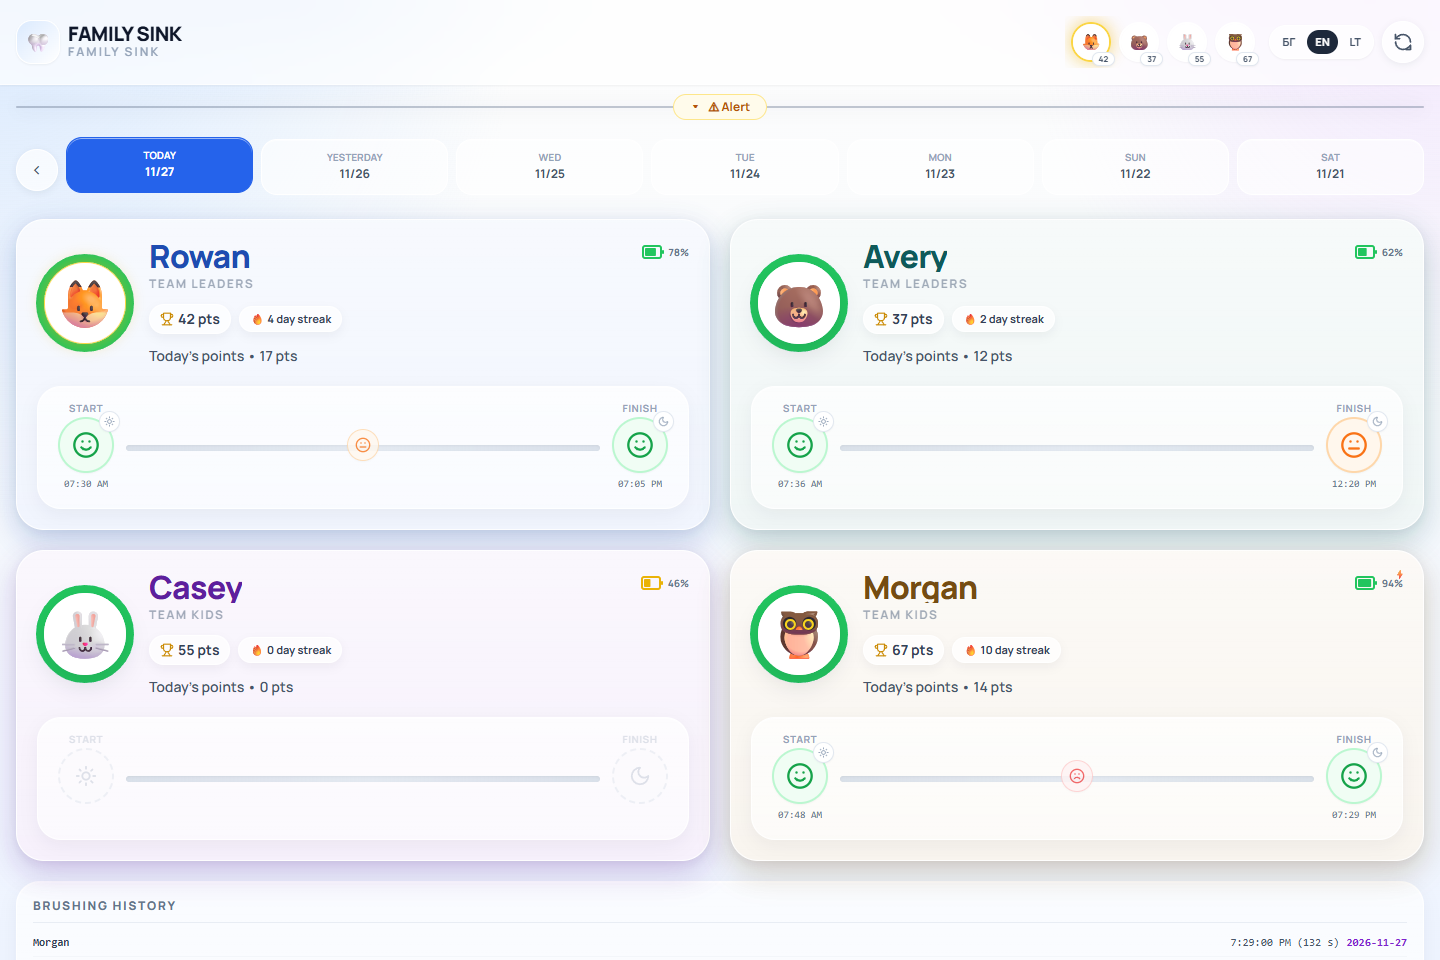 FAMILY SINK
FAMILY SINK
42
37
55
67
БГ EN LT
⚠ Alert
TODAY
11/27
YESTERDAY
11/26
WED
11/25
TUE
11/24
MON
11/23
SUN
11/22
SAT
11/21
Rowan
78%
TEAM LEADERS
42 pts
4 day streak
Today's points • 17 pts
START
FINISH
07:30 AM
07:05 PM
Avery
62%
TEAM LEADERS
37 pts
2 day streak
Today's points • 12 pts
START
FINISH
07:36 AM
12:20 PM
Casey
46%
TEAM KIDS
55 pts
0 day streak
Today's points • 0 pts
START
FINISH
Morgan
94%
TEAM KIDS
67 pts
10 day streak
Today's points • 14 pts
START
FINISH
07:48 AM
07:29 PM
BRUSHING HISTORY
Morgan
7:29:00 PM (132 s) 2026-11-27